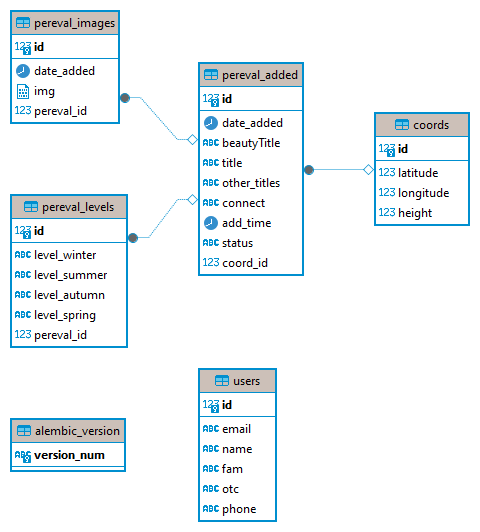 pereval_images
123 id
date_added
img
123 pereval_id
pereval_added
123 id
date_added
ABC beautyTitle
ABC title
ABC other_titles
ABC connect
add_time
ABC status
123 coord_id
coords
123 id
123 latitude
123 longitude
123 height
pereval_levels
123 id
ABC level_winter
ABC level_summer
ABC level_autumn
ABC level_spring
123 pereval_id
users
123 id
ABC email
ABC name
ABC fam
ABC otc
ABC phone
alembic_version
ABC version_num